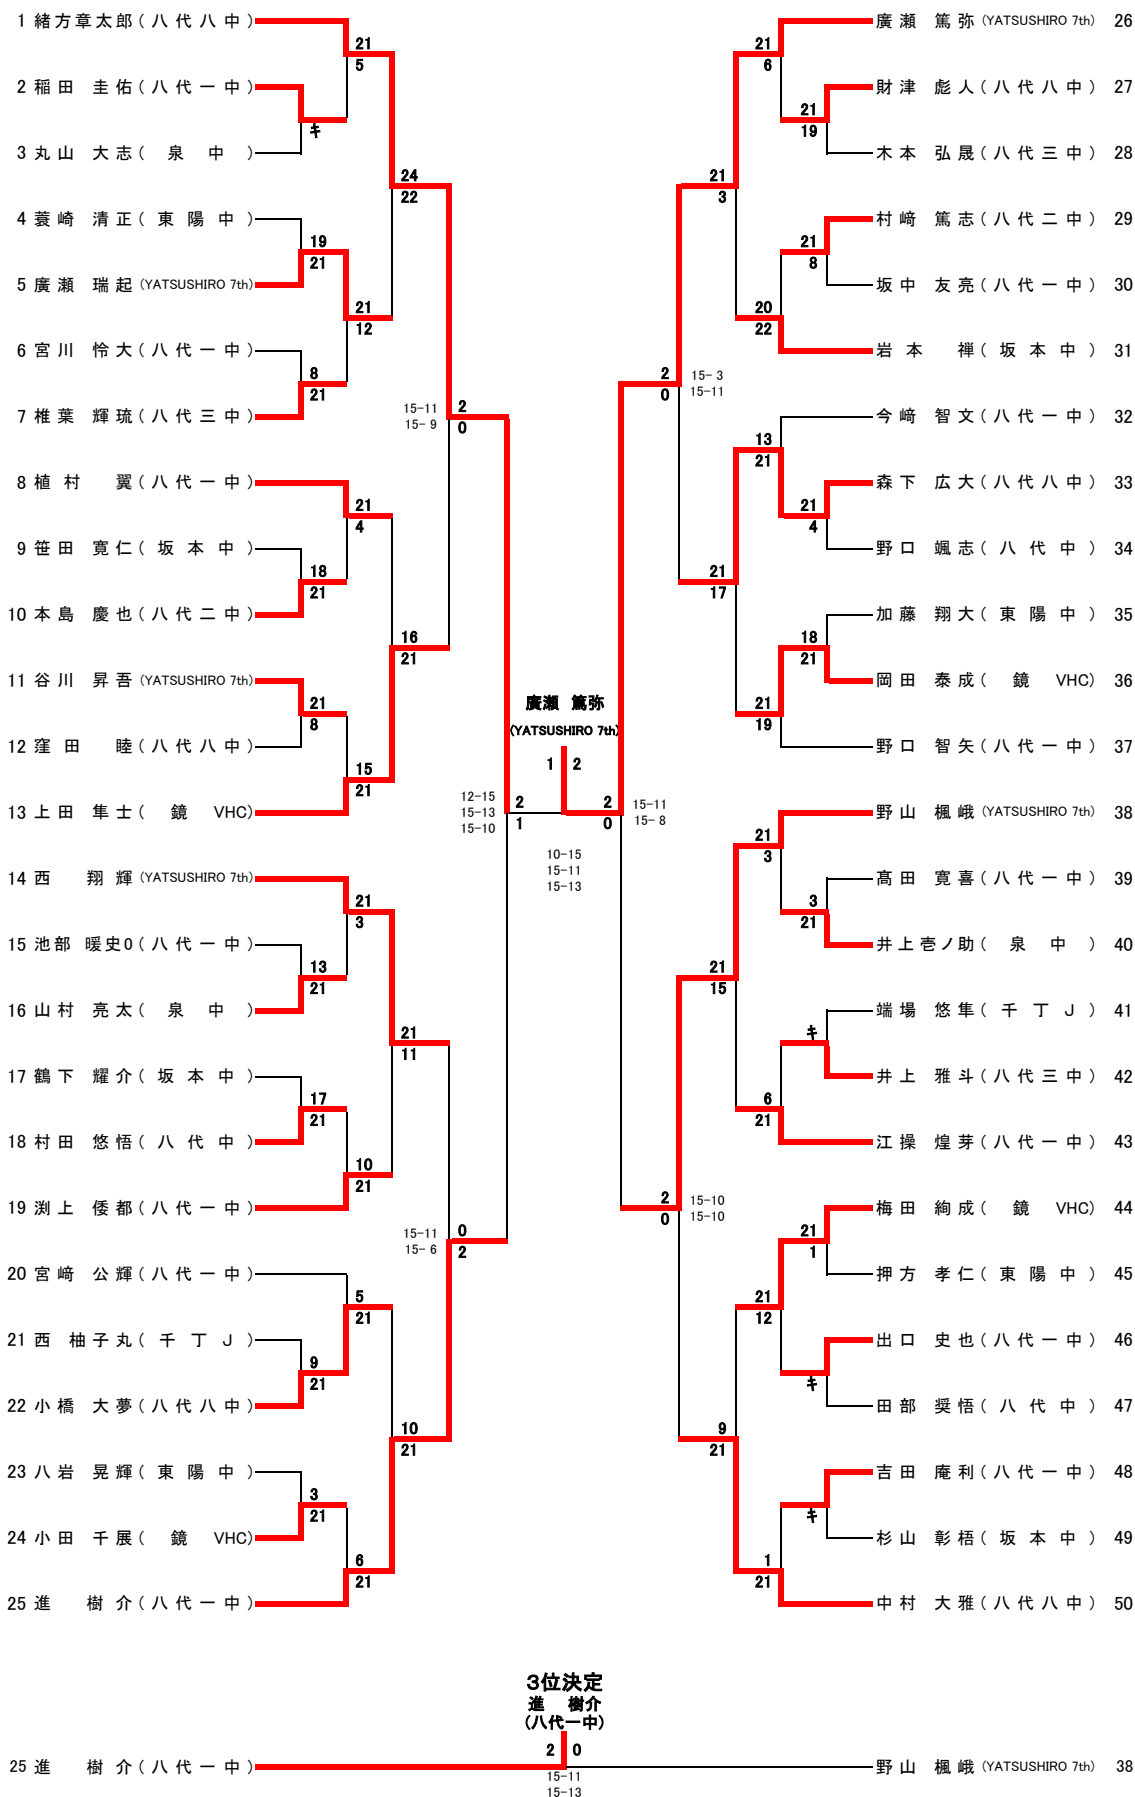 1 緒方章太郎(八代八中)
21
5
2 稲田 圭佑(八代一中)
キ
3 丸山 大志( 泉 中 )
24
22
4 蓑崎 清正( 東 陽 中 )
19
21
5 廣瀬 瑞起 (YATSUSHIRO 7th)
21
12
6 宮川 怜大(八代一中)
8
21
7 椎葉 輝琉(八代三中)
15-11
15- 9
2
0
8 植村 翼(八代一中)
21
4
9 笹田 寛仁( 坂 本 中 )
18
21
10 本島 慶也(八代二中)
16
21
11 谷川 昇吾 (YATSUSHIRO 7th)
21
8
12 窪田 睦(八代八中)
15
21
13 上田 隼士( 鏡 VHC)
12-15
15-13
15-10
2
1
14 西 翔輝 (YATSUSHIRO 7th)
21
3
15 池部 暖史0(八代一中)
13
21
16 山村 亮太( 泉 中 )
21
11
17 鶴下 耀介( 坂 本 中 )
17
21
18 村田 悠悟( 八 代 中 )
10
21
19 渕上 倭都(八代一中)
15-11
15- 6
0
2
20 宮﨑 公輝(八代一中)
5
21
21 西 柚子丸( 千 丁 J )
9
21
22 小橋 大夢(八代八中)
10
21
23 八岩 晃輝( 東 陽 中 )
3
21
24 小田 千展( 鏡 VHC)
6
21
25 進 樹介(八代一中)
廣瀬 篤弥
(YATSUSHIRO 7th)
1 2
10-15
15-11
15-13
廣瀬 篤弥 (YATSUSHIRO 7th) 26
21
6
財津 彪人(八代八中) 27
21
19
木本 弘晟(八代三中) 28
21
3
村﨑 篤志(八代二中) 29
21
8
坂中 友亮(八代一中) 30
20
22
岩本 禅( 坂 本 中 ) 31
2
0
15- 3
15-11
今﨑 智文(八代一中) 32
13
21
森下 広大(八代八中) 33
21
4
野口 颯志( 八 代 中 ) 34
21
17
加藤 翔大( 東 陽 中 ) 35
18
21
岡田 泰成( 鏡 VHC) 36
21
19
野口 智矢(八代一中) 37
2
0
15-11
15- 8
野山 楓峨 (YATSUSHIRO 7th) 38
21
3
髙田 寛喜(八代一中) 39
3
21
井上壱ノ助( 泉 中 ) 40
21
15
端場 悠隼( 千 丁 J ) 41
キ
井上 雅斗(八代三中) 42
6
21
江操 煌芽(八代一中) 43
2
0
15-10
15-10
梅田 絢成( 鏡 VHC) 44
21
1
押方 孝仁( 東 陽 中 ) 45
21
12
出口 史也(八代一中) 46
キ
田部 奨悟( 八 代 中 ) 47
9
21
吉田 庵利(八代一中) 48
キ
杉山 彰梧( 坂 本 中 ) 49
1
21
中村 大雅(八代八中) 50
3位決定
進 樹介
(八代一中)
25 進 樹介(八代一中)
2 0
野山 楓峨 (YATSUSHIRO 7th) 38
15-11
15-13